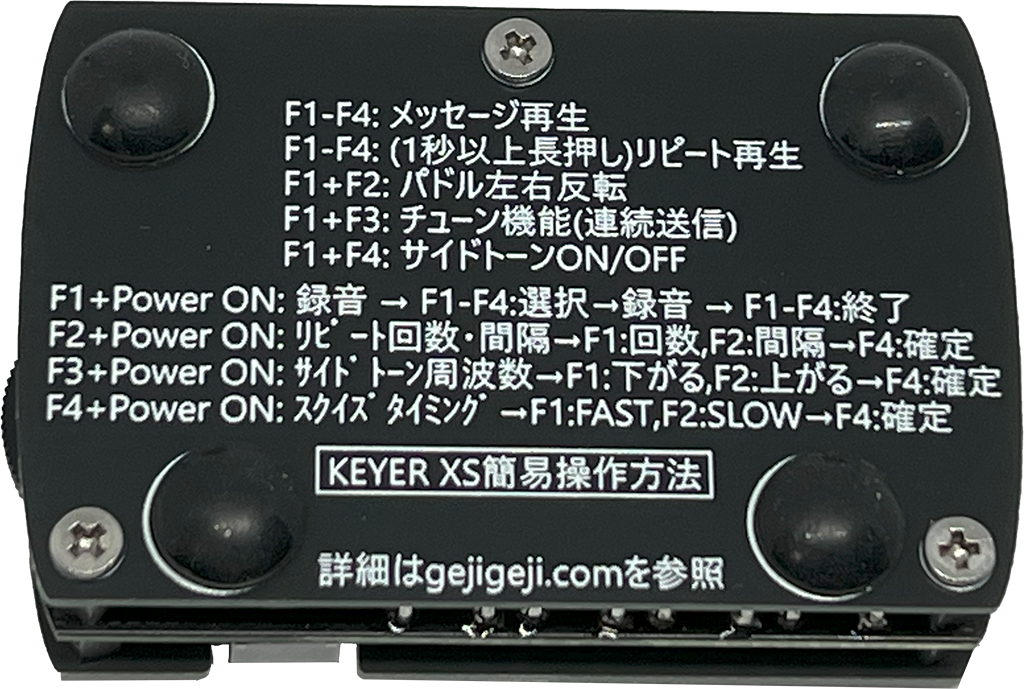 F1-F4: メッセージ再生
F1-F4: (1秒以上長押し)リピート再生
F1+F2: パドル左右反転
F1+F3: チューン機能(連続送信)
F1+F4: サイドトーンON/OFF
F1+Power ON: 録音 → F1-F4:選択→録音 → F1-F4:終了
F2+Power ON: ﾘﾋﾟｰﾄ回数・間隔→F1:回数,F2:間隔→F4:確定
F3+Power ON: ｻｲﾄﾞﾄｰﾝ周波数→F1:下がる,F2:上がる→F4:確定
F4+Power ON: ｽｸｲｽﾞﾀｲﾐﾝｸﾞ →F1:FAST,F2:SLOW→F4:確定
KEYER XS簡易操作方法
詳細はgejigeji.comを参照